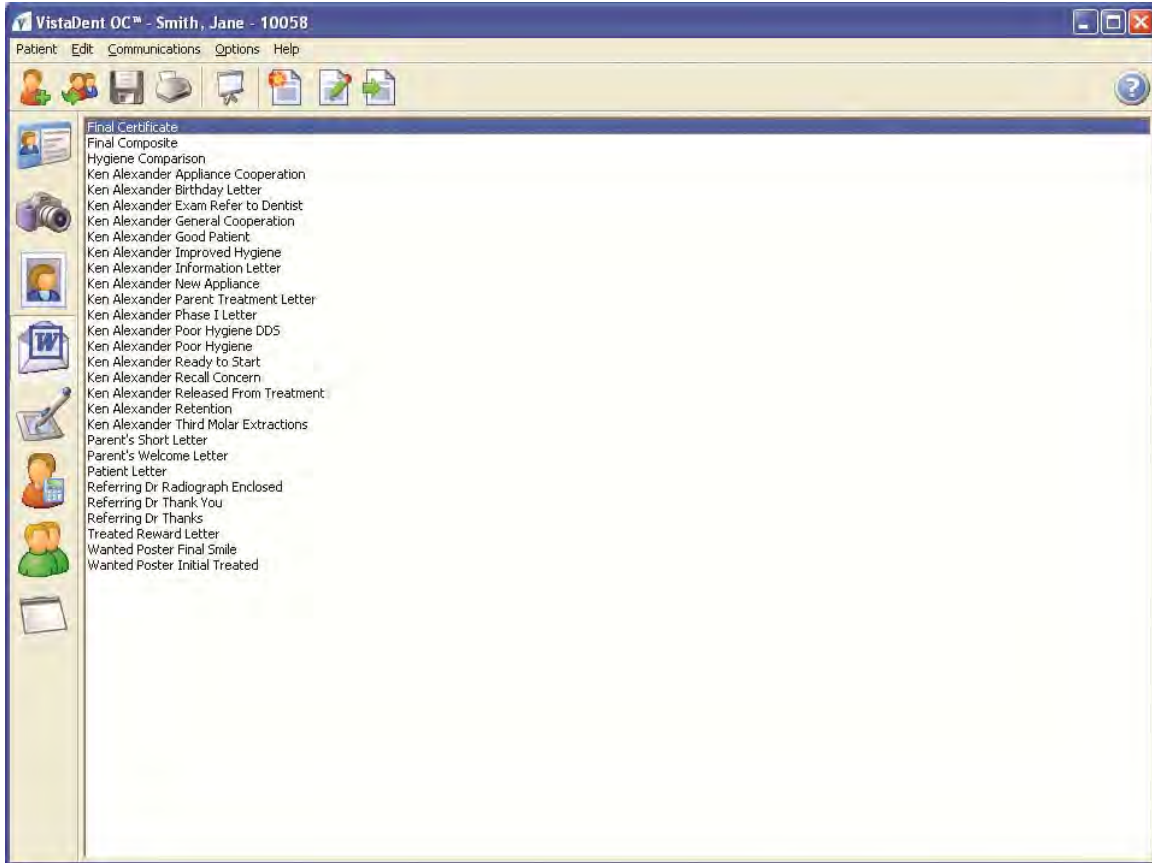 VistaDent OC™ - Smith, Jane - 10058
Patient Edit Communications Options Help
Final Certificate
Final Composite
Hygiene Comparison
Ken Alexander Appliance Cooperation
Ken Alexander Birthday Letter
Ken Alexander Exam Refer to Dentist
Ken Alexander General Cooperation
Ken Alexander Good Patient
Ken Alexander Improved Hygiene
Ken Alexander Information Letter
Ken Alexander New Appliance
Ken Alexander Parent Treatment Letter
Ken Alexander Phase I Letter
Ken Alexander Poor Hygiene DDS
Ken Alexander Poor Hygiene
Ken Alexander Ready to Start
Ken Alexander Recall Concern
Ken Alexander Released From Treatment
Ken Alexander Retention
Ken Alexander Third Molar Extractions
Parent's Short Letter
Parent's Welcome Letter
Patient Letter
Referring Dr Radiograph Enclosed
Referring Dr Thank You
Referring Dr Thanks
Treated Reward Letter
Wanted Poster Final Smile
Wanted Poster Initial Treated
W